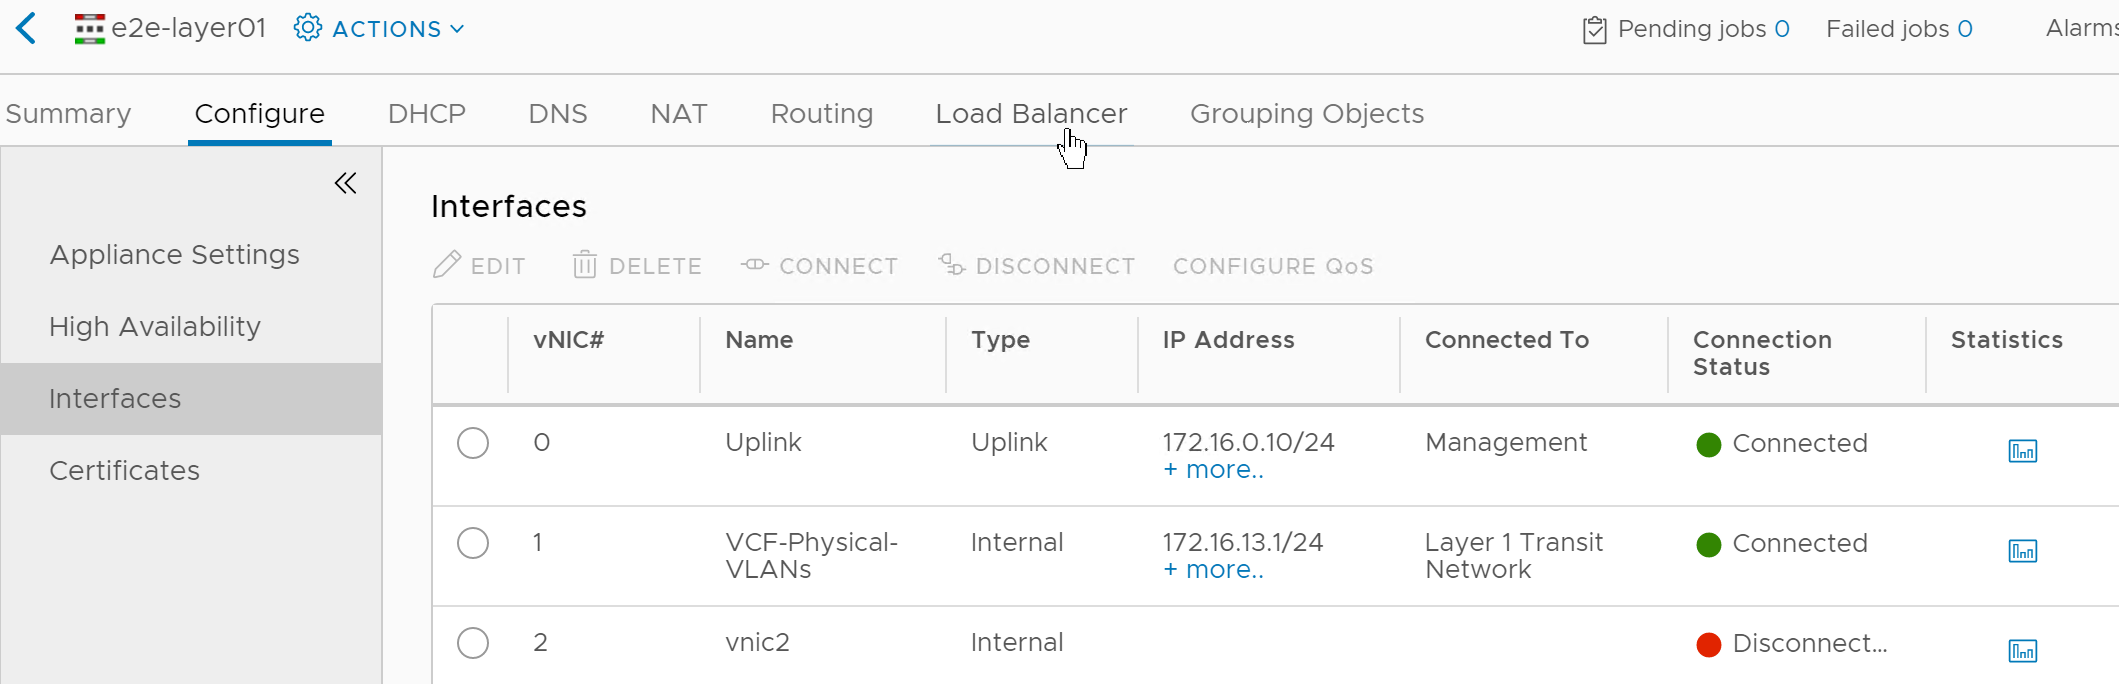 e2e-layer01 ACTIONS Pending jobs 0 Failed jobs 0 Alarms
Summary Configure DHCP DNS NAT Routing Load Balancer Grouping Objects
Appliance Settings
High Availability
Interfaces
Certificates
Interfaces
EDIT DELETE CONNECT DISCONNECT CONFIGURE QoS
vNIC# Name Type IP Address Connected To Connection Status Statistics
0 Uplink Uplink 172.16.0.10/24 Management Connected
+ more..
1 VCF-Physical- Internal 172.16.13.1/24 Layer 1 Transit Connected
VLANs + more.. Network
2 vnic2 Internal Disconnect...